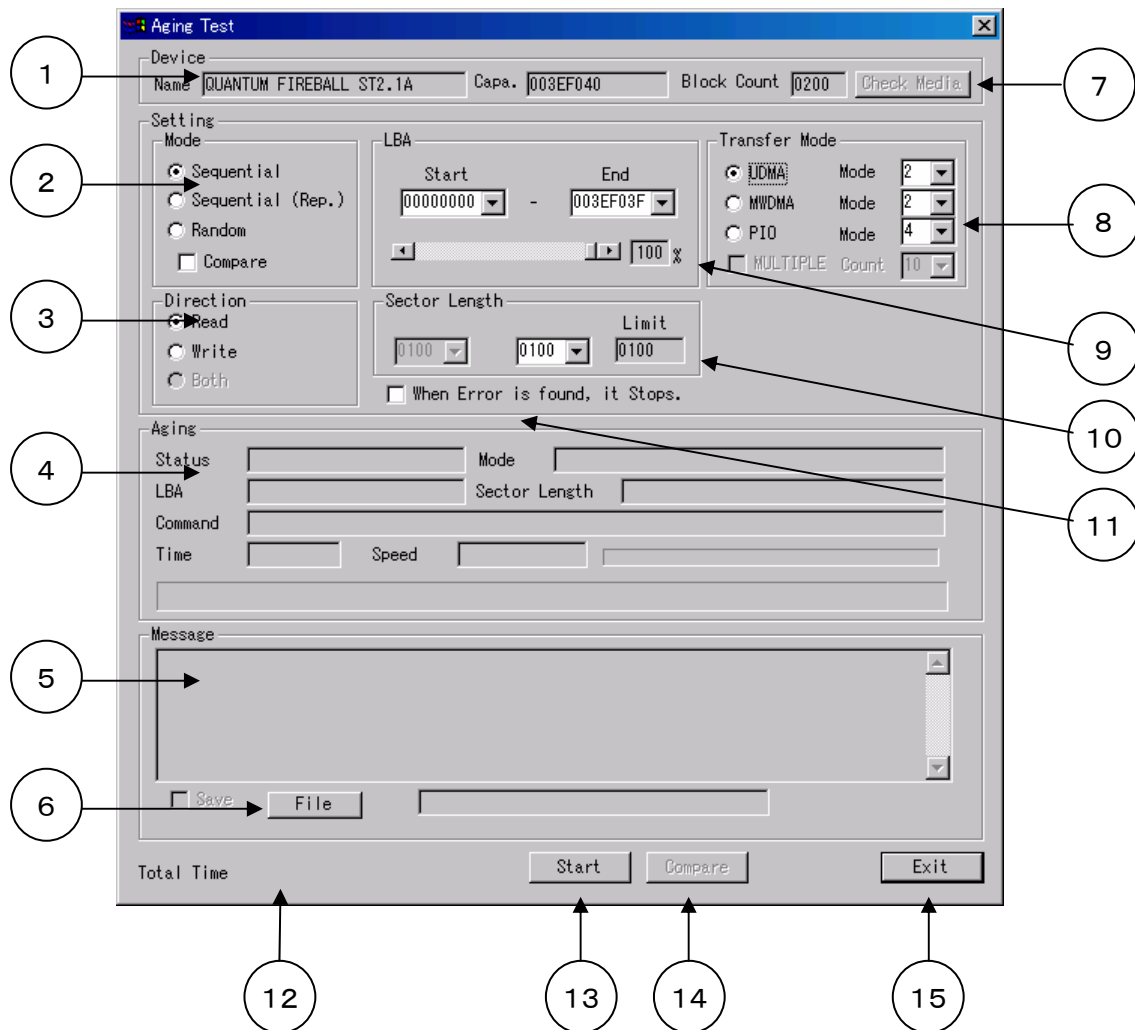 Aging Test
Device
1
Name QUANTUM FIREBALL ST2.1A Capa. 003EF040 Block Count 0200 Check Media
7
Setting
Mode
LBA
Transfer Mode
2
Sequential
Start End
UDMA Mode 2
Sequential (Rep.)
00000000 - 003EF03F
MWDMA Mode 2
8
Random
PIO Mode 4
Compare
100 %
MULTIPLE Count 10
Direction
Sector Length
3
Read
Limit
9
Write
0100 0100 0100
Both
When Error is found, it Stops.
10
Aging
4
Status Mode
LBA Sector Length
11
Command
Time Speed
Message
5
6
Save File
Total Time
Start Compare Exit
12 13 14 15